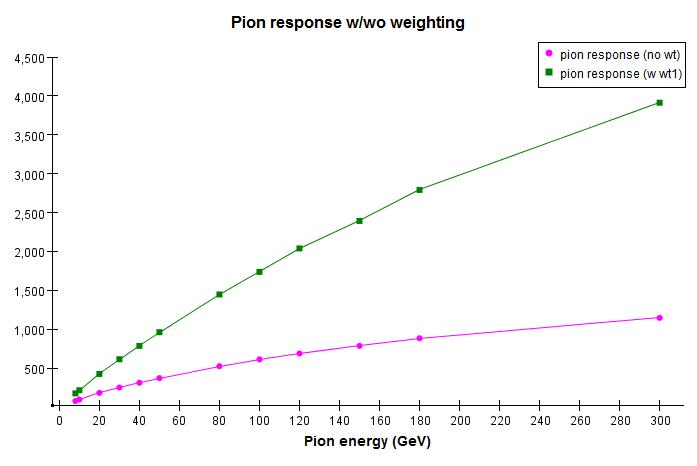 Pion response w/wo weighting
pion response (no wt)
pion response (w wt1)
4,500
4,000
3,500
3,000
2,500
2,000
1,500
1,000
500
0 20 40 60 80 100 120 140 160 180 200 220 240 260 280 300
Pion energy (GeV)